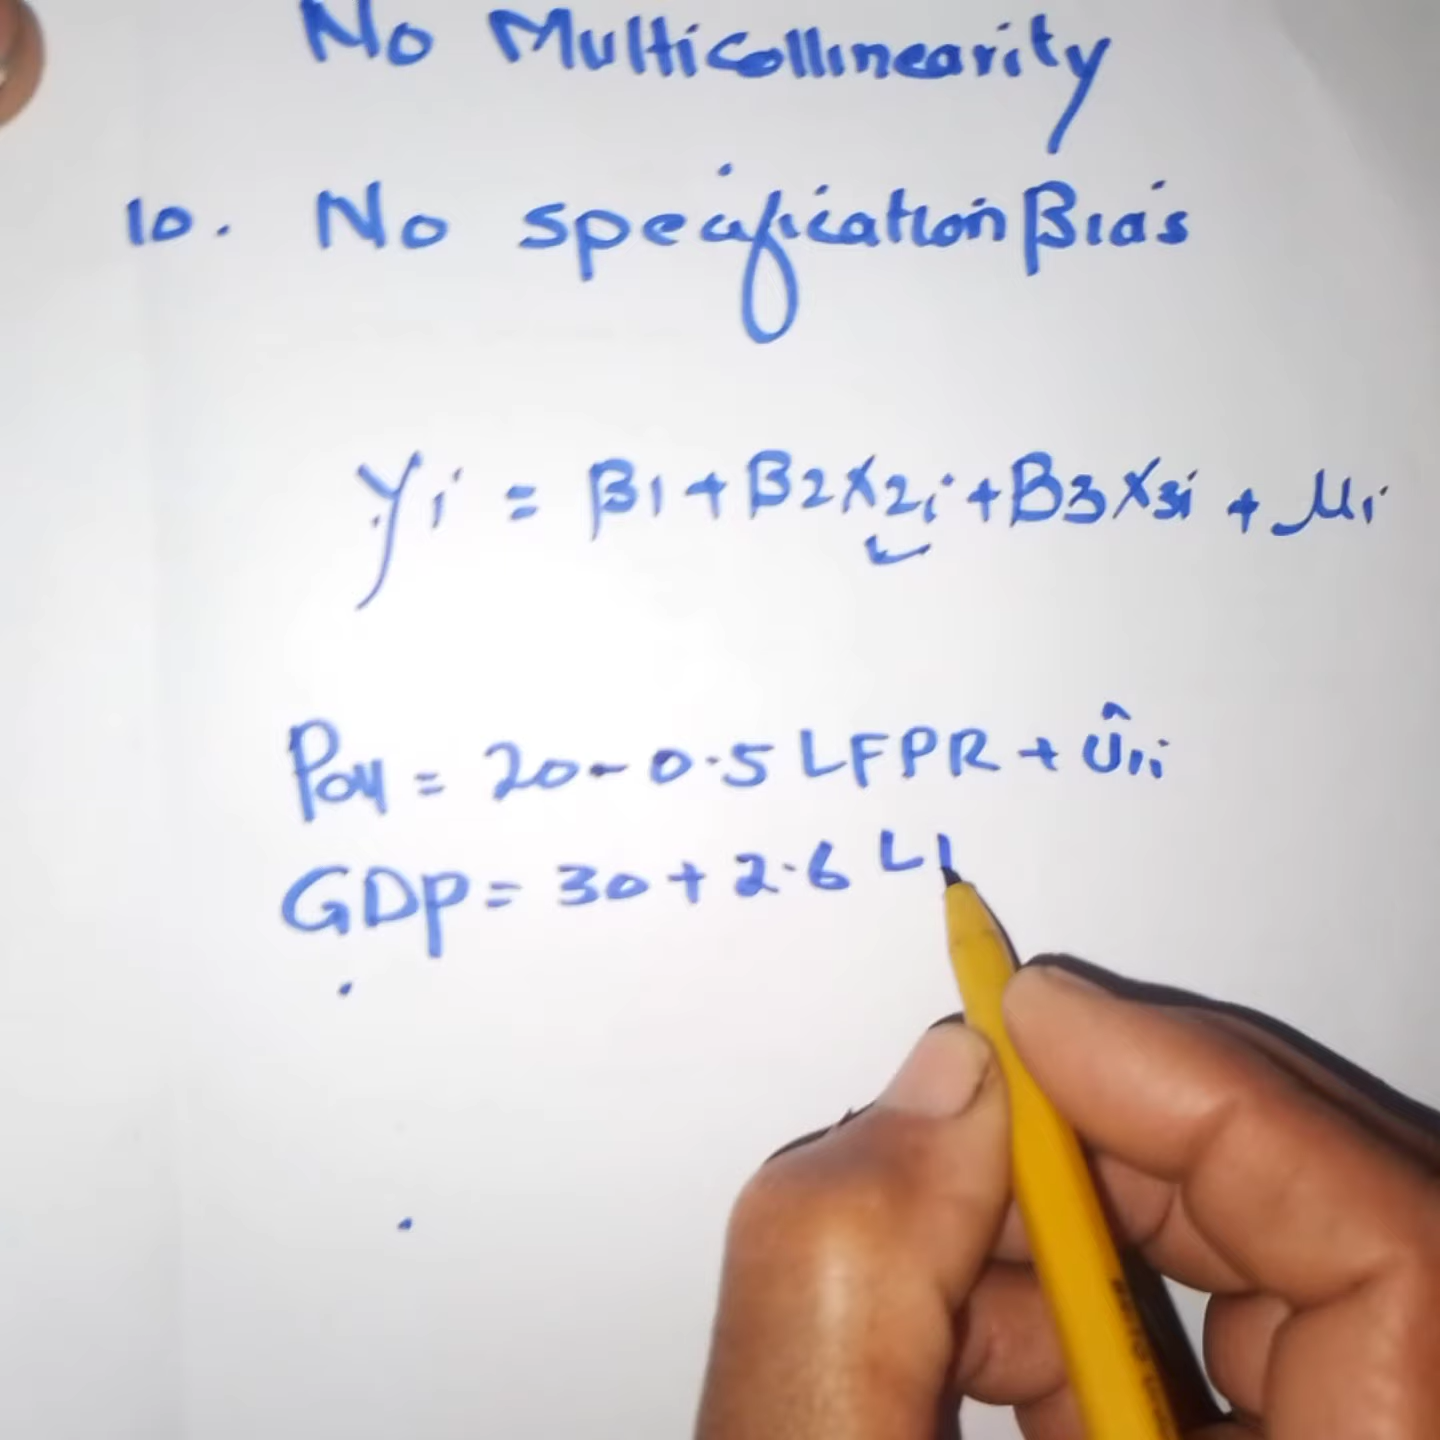 No Multicollinearity
10. No specification Bias
Yi = β1 + β2X2i + β3X3i + μi
Pov = 20 - 0.5 LFPR + û1i
GDP = 30 + 2.6 L